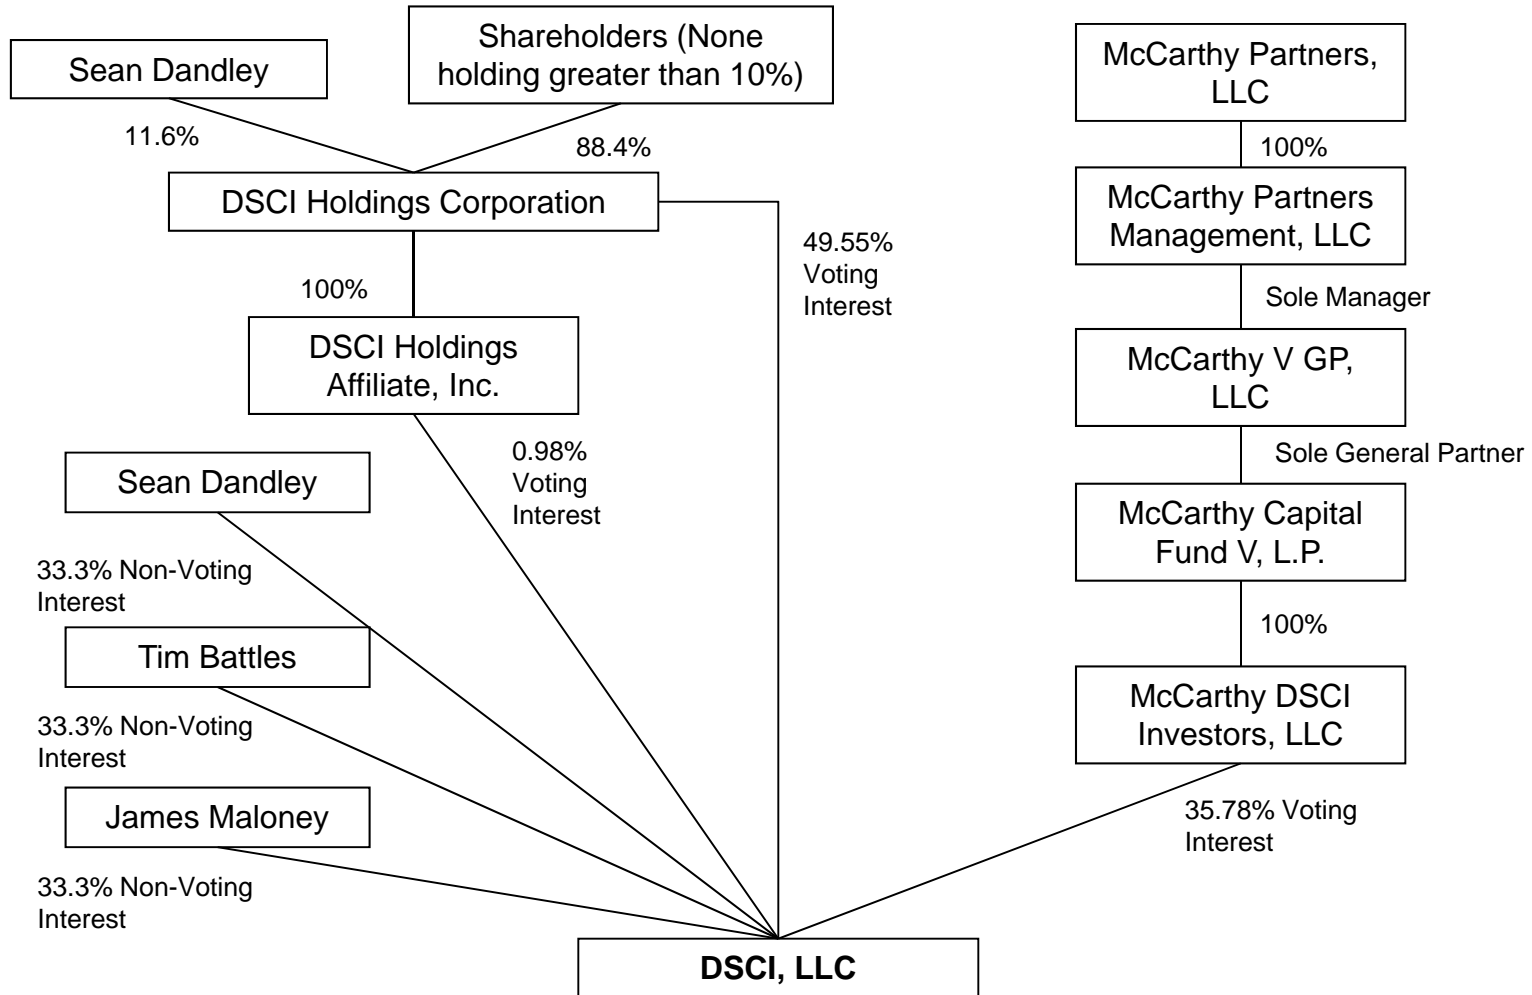 Sean Dandley
Shareholders (None
holding greater than 10%)
11.6%
88.4%
DSCI Holdings Corporation
49.55%
Voting
Interest
100%
DSCI Holdings
Affiliate, Inc.
0.98%
Voting
Interest
Sean Dandley
33.3% Non-Voting
Interest
Tim Battles
33.3% Non-Voting
Interest
James Maloney
33.3% Non-Voting
Interest
McCarthy Partners,
LLC
100%
McCarthy Partners
Management, LLC
Sole Manager
McCarthy V GP,
LLC
Sole General Partner
McCarthy Capital
Fund V, L.P.
100%
McCarthy DSCI
Investors, LLC
35.78% Voting
Interest
DSCI, LLC